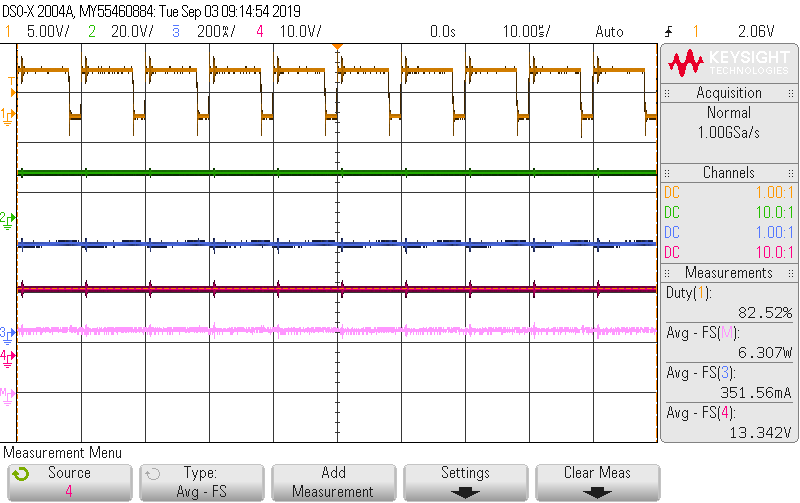 DSO-X 2004A, MY55460884: Tue Sep 03 09:14:54 2019
1 5.00V/ 2 20.0V/ 3 200%/ 4 10.0V/ 0.0s 10.00%/ Auto 1 2.06V
KEYSIGHT
TECHNOLOGIES
Acquisition
Normal
1.00GSa/s
Channels
DC 1.00:1
DC 10.0:1
DC 1.00:1
DC 10.0:1
Measurements
Duty(1):
82.52%
Avg - FS(M):
6.307W
Avg - FS(3):
351.56mA
Avg - FS(4):
13.342V
T
1
2
3
4
M
Measurement Menu
Source
4
Type:
Avg - FS
Add
Measurement
Settings
Clear Meas